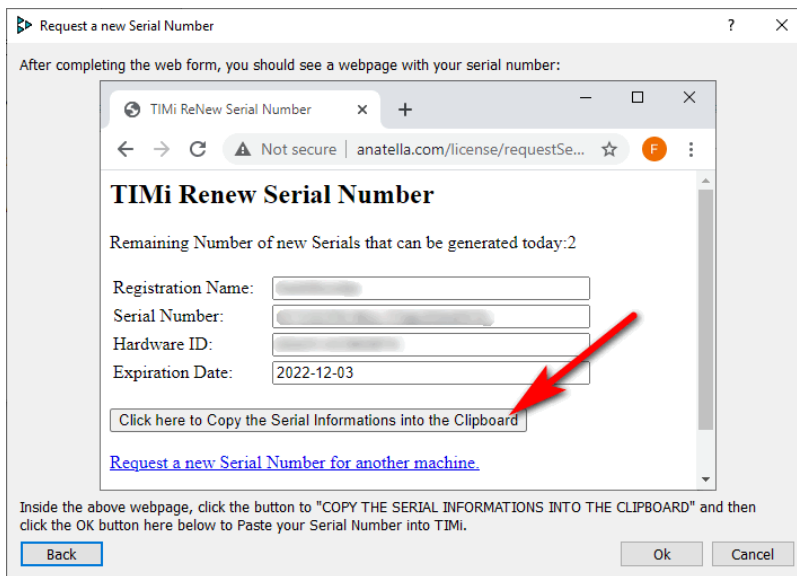 Request a new Serial Number
After completing the web form, you should see a webpage with your serial number:
TIMi ReNew Serial Number
Not secure | anatella.com/license/requestSe...
F
TIMi Renew Serial Number
Remaining Number of new Serials that can be generated today:2
Registration Name:
Serial Number:
Hardware ID:
Expiration Date: 2022-12-03
Click here to Copy the Serial Informations into the Clipboard
Request a new Serial Number for another machine.
Inside the above webpage, click the button to "COPY THE SERIAL INFORMATIONS INTO THE CLIPBOARD" and then
click the OK button here below to Paste your Serial Number into TIMi.
Back Ok Cancel